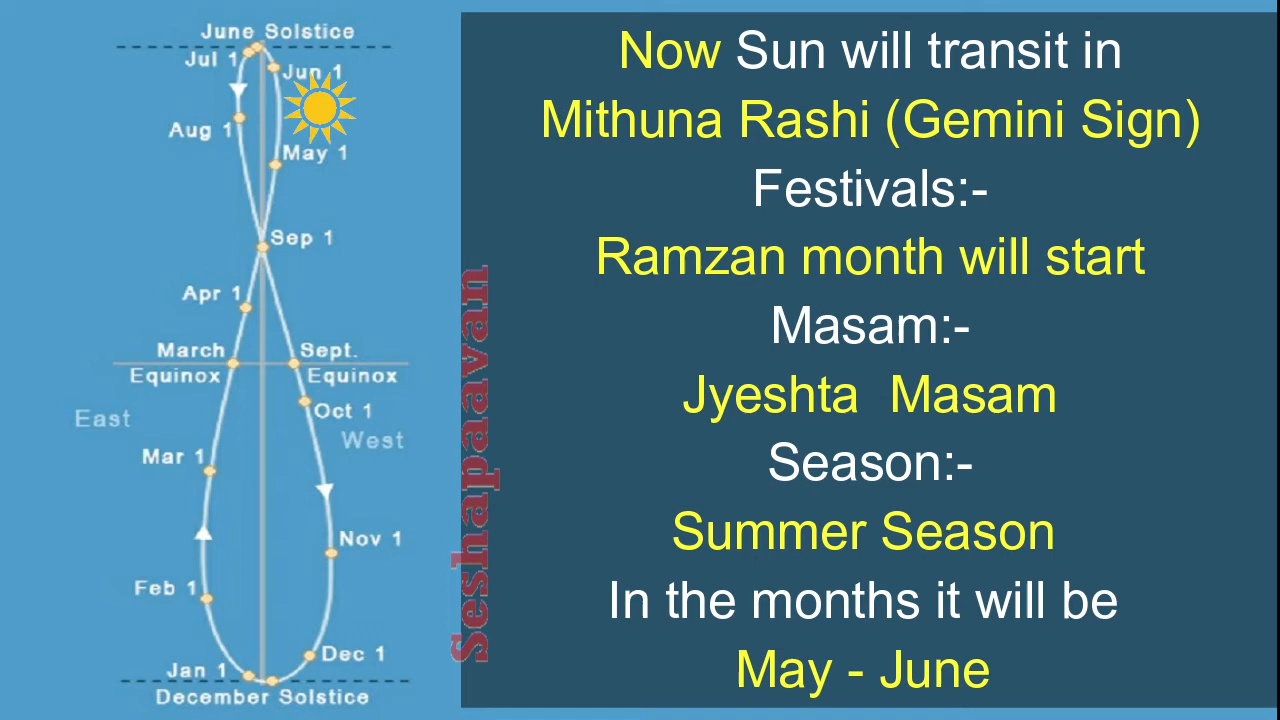 June Solstice
Jul 1
Jun 1
Aug 1
May 1
Sep 1
Apr 1
March
Equinox
Sept.
Equinox
East
Oct 1
West
Mar 1
Nov 1
Feb 1
Dec 1
Jan 1
December Solstice
Seshapaavan
Now Sun will transit in
Mithuna Rashi (Gemini Sign)
Festivals:-
Ramzan month will start
Masam:-
Jyeshta Masam
Season:-
Summer Season
In the months it will be
May - June